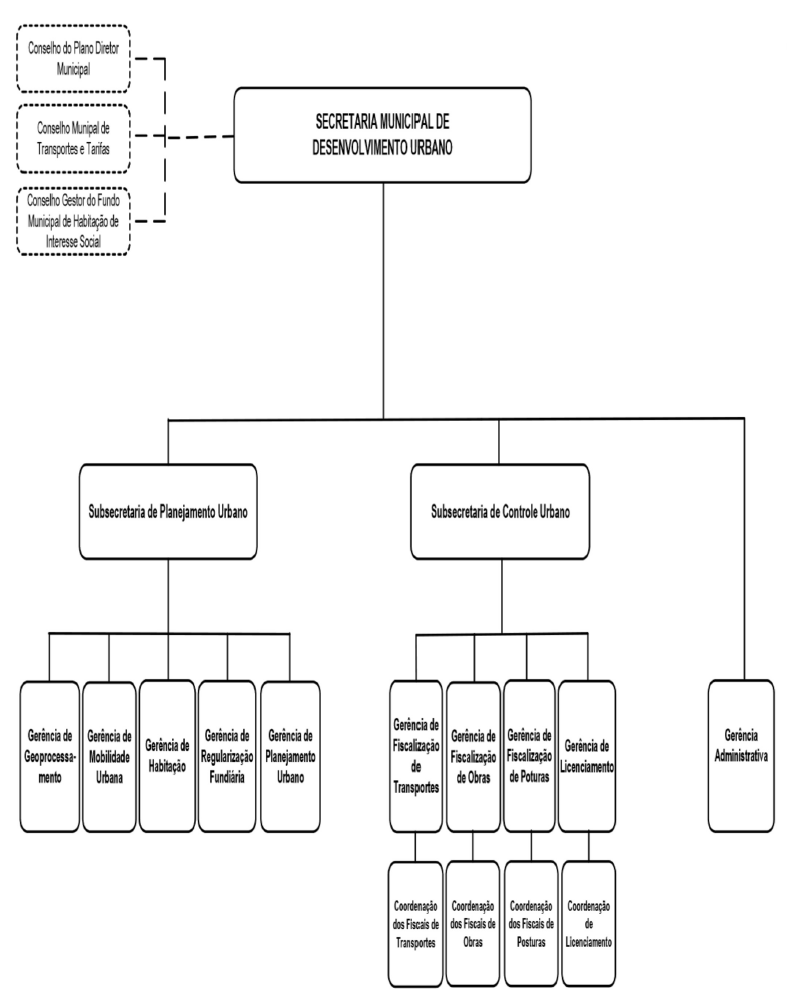 Conselho do Plano Diretor
Municipal
Conselho Munipal de
Transportes e Tarifas
Conselho Gestor do Fundo
Municipal de Habitação de
Interesse Social
SECRETARIA MUNICIPAL DE
DESENVOLVIMENTO URBANO
Subsecretaria de Planejamento Urbano
Subsecretaria de Controle Urbano
Gerência de
Geoprocessa-
mento
Gerência de
Mobilidade
Urbana
Gerência de
Habitação
Gerência de
Regularização
Fundiária
Gerência de
Planejamento
Urbano
Gerência de
Fiscalização
de
Transportes
Gerência de
Fiscalização
de Obras
Gerência de
Fiscalização
de Poturas
Gerência de
Licenciamento
Gerência
Administrativa
Coordenação
dos Fiscais de
Transportes
Coordenação
dos Fiscais de
Obras
Coordenação
dos Fiscais de
Posturas
Coordenação
de
Licenciamento